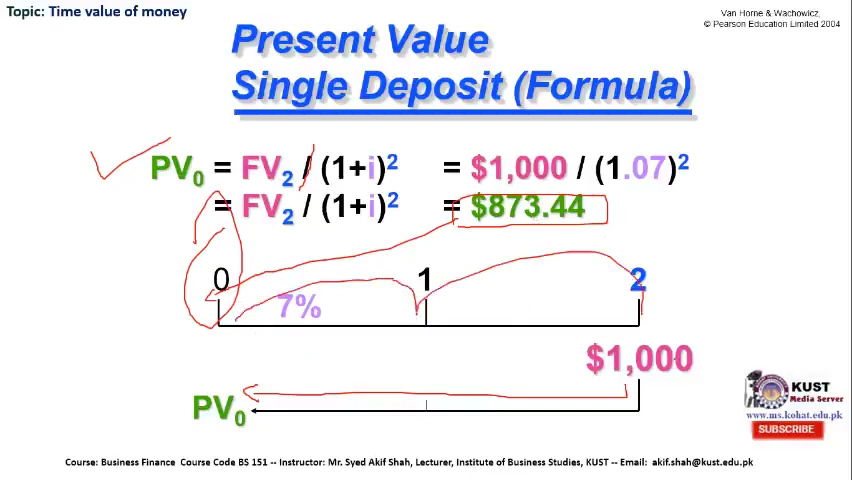 Topic: Time value of money
Van Horne & Wachowicz,
© Pearson Education Limited 2004
Present Value
Single Deposit (Formula)
PV0 = FV2 / (1+i)2 = $1,000 / (1.07)2
= FV2 / (1+i)2 = $873.44
0 1 2
7%
$1,000
PV0
KUST
Media Server
www.ms.kohat.edu.pk
SUBSCRIBE
Course: Business Finance Course Code BS 151 -- Instructor: Mr. Syed Akif Shah, Lecturer, Institute of Business Studies, KUST -- Email: akif.shah@kust.edu.pk